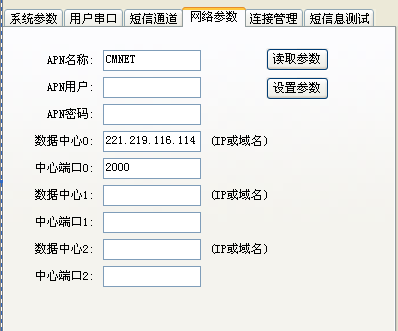 系统参数 用户串口 短信通道 网络参数 连接管理 短信息测试
APN名称: CMNET 读取参数
APN用户: 设置参数
APN密码:
数据中心0: 221.219.116.114 (IP或域名)
中心端口0: 2000
数据中心1: (IP或域名)
中心端口1:
数据中心2: (IP或域名)
中心端口2: